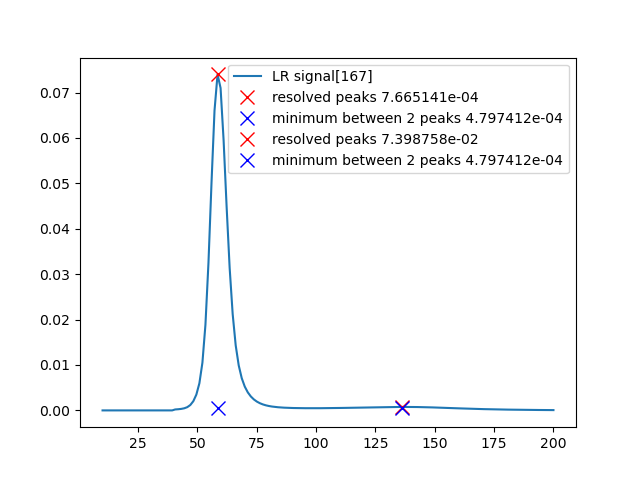 LR signal[167]
resolved peaks 7.665141e-04
minimum between 2 peaks 4.797412e-04
resolved peaks 7.398758e-02
minimum between 2 peaks 4.797412e-04
0.07
0.06
0.05
0.04
0.03
0.02
0.01
0.00
25 50 75 100 125 150 175 200